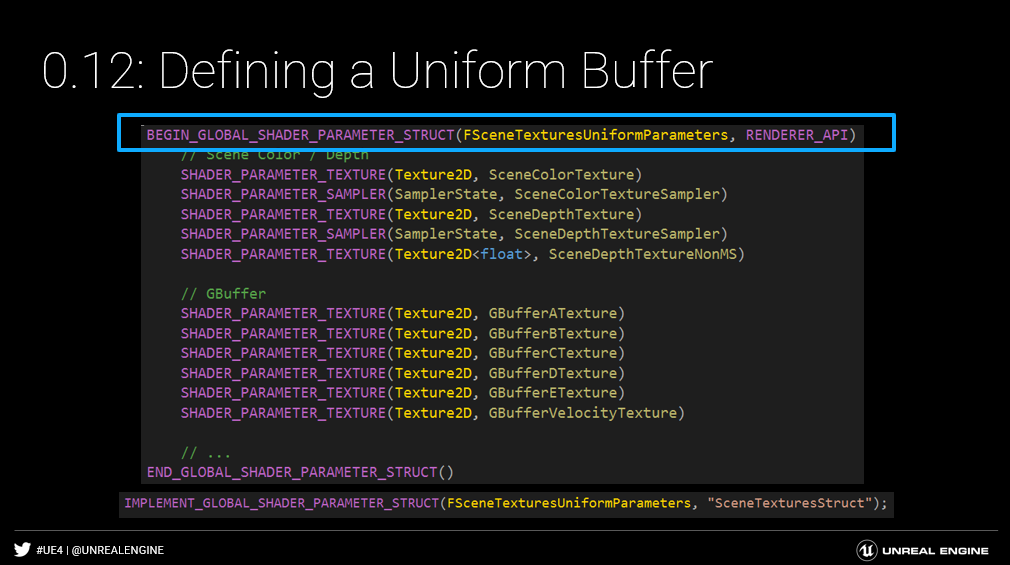 0.12: Defining a Uniform Buffer
BEGIN_GLOBAL_SHADER_PARAMETER_STRUCT(FSceneTexturesUniformParameters, RENDERER_API)
// Scene Color / Depth
SHADER_PARAMETER_TEXTURE(Texture2D, SceneColorTexture)
SHADER_PARAMETER_SAMPLER(SamplerState, SceneColorTextureSampler)
SHADER_PARAMETER_TEXTURE(Texture2D, SceneDepthTexture)
SHADER_PARAMETER_SAMPLER(SamplerState, SceneDepthTextureSampler)
SHADER_PARAMETER_TEXTURE(Texture2D<float>, SceneDepthTextureNonMS)
// GBuffer
SHADER_PARAMETER_TEXTURE(Texture2D, GBufferATexture)
SHADER_PARAMETER_TEXTURE(Texture2D, GBufferBTexture)
SHADER_PARAMETER_TEXTURE(Texture2D, GBufferCTexture)
SHADER_PARAMETER_TEXTURE(Texture2D, GBufferDTexture)
SHADER_PARAMETER_TEXTURE(Texture2D, GBufferETexture)
SHADER_PARAMETER_TEXTURE(Texture2D, GBufferVelocityTexture)
// ...
END_GLOBAL_SHADER_PARAMETER_STRUCT()
IMPLEMENT_GLOBAL_SHADER_PARAMETER_STRUCT(FSceneTexturesUniformParameters, "SceneTexturesStruct");
#UE4 | @UNREALENGINE
UNREAL ENGINE